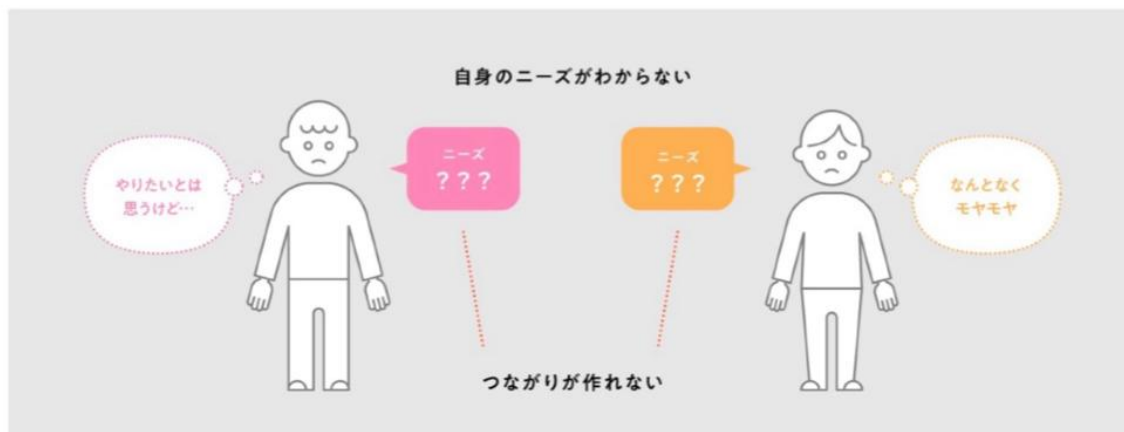 自身のニーズがわからない
やりたいとは
思うけど…
ニーズ
???
ニーズ
???
なんとなく
モヤモヤ
つながりが作れない